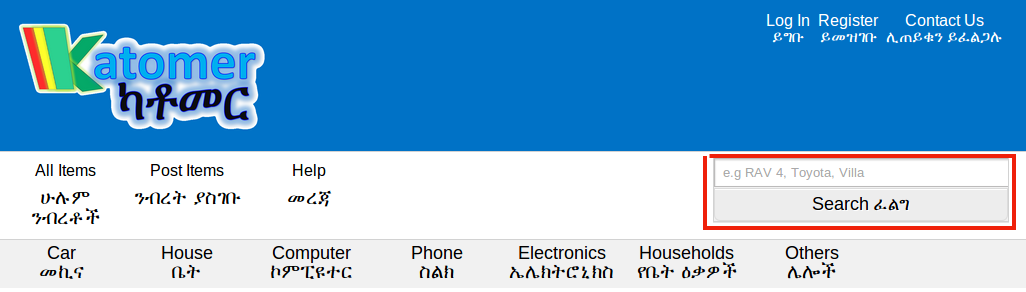 Katomer
ካቶመር
Log In Register Contact Us
ይግቡ ይመዝገቡ ሊጠይቁን ይፈልጋሉ
All Items Post Items Help
ሁሉም ንብረት ያስገቡ መረጃ
ንብረቶች
e.g RAV 4, Toyota, Villa
Search ፈልግ
Car House Computer Phone Electronics Households Others
መኪና ቤት ኮምፒዩተር ስልክ ኤሌክትሮኒክስ የቤት ዕቃዎች ሌሎች